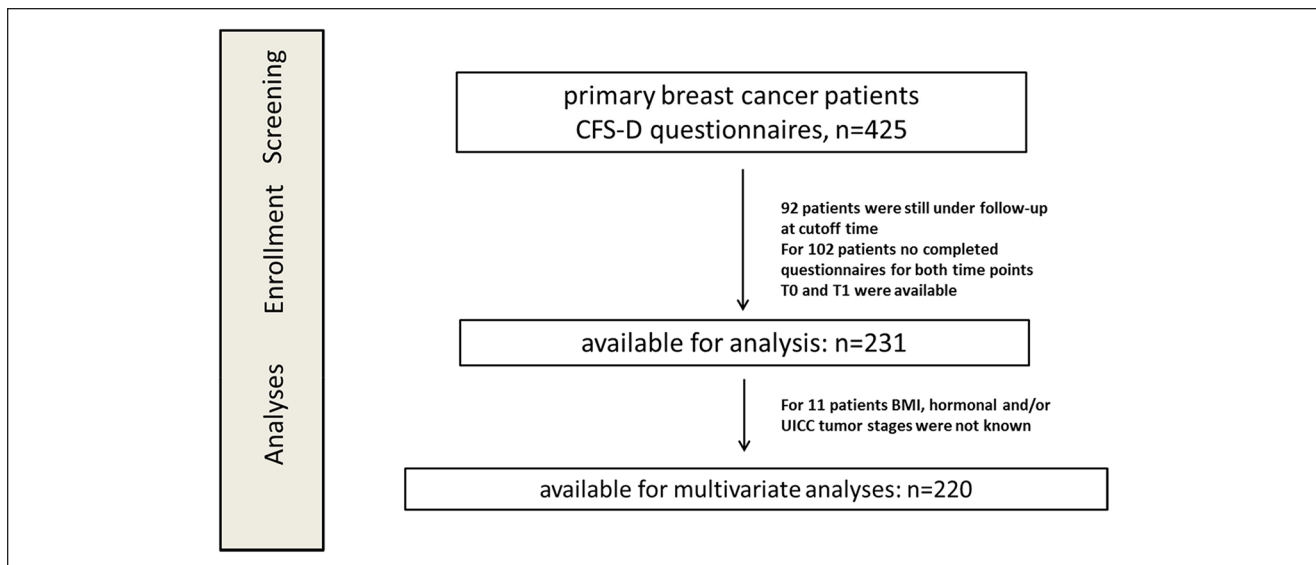 Screening
Enrollment
Analyses
primary breast cancer patients
CFS-D questionnaires, n=425
92 patients were still under follow-up
at cutoff time
For 102 patients no completed
questionnaires for both time points
T0 and T1 were available
available for analysis: n=231
For 11 patients BMI, hormonal and/or
UICC tumor stages were not known
available for multivariate analyses: n=220